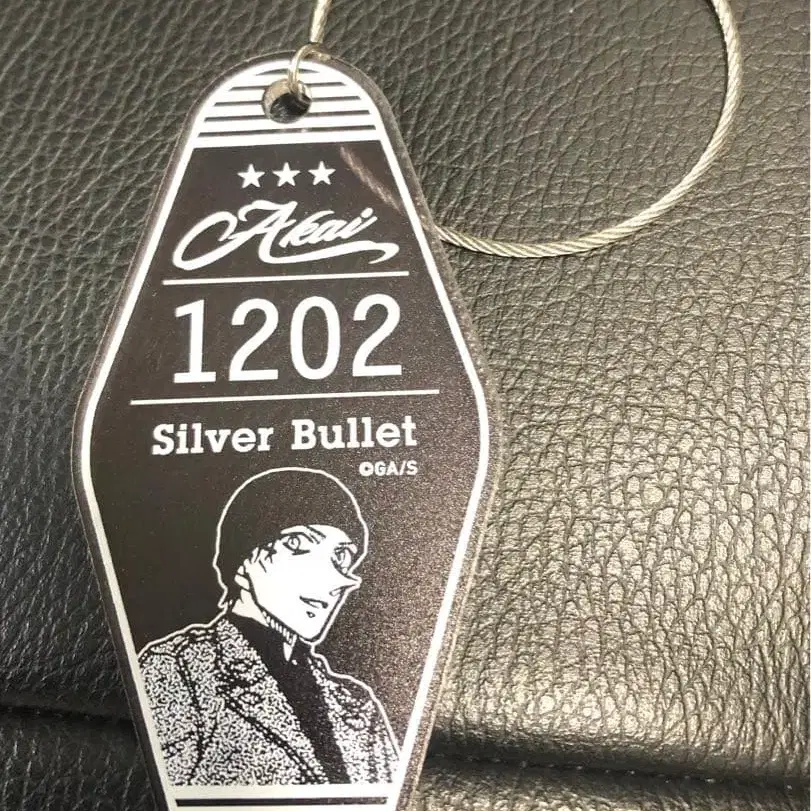 ★★★
Akai
1202
Silver Bullet
©GA/S